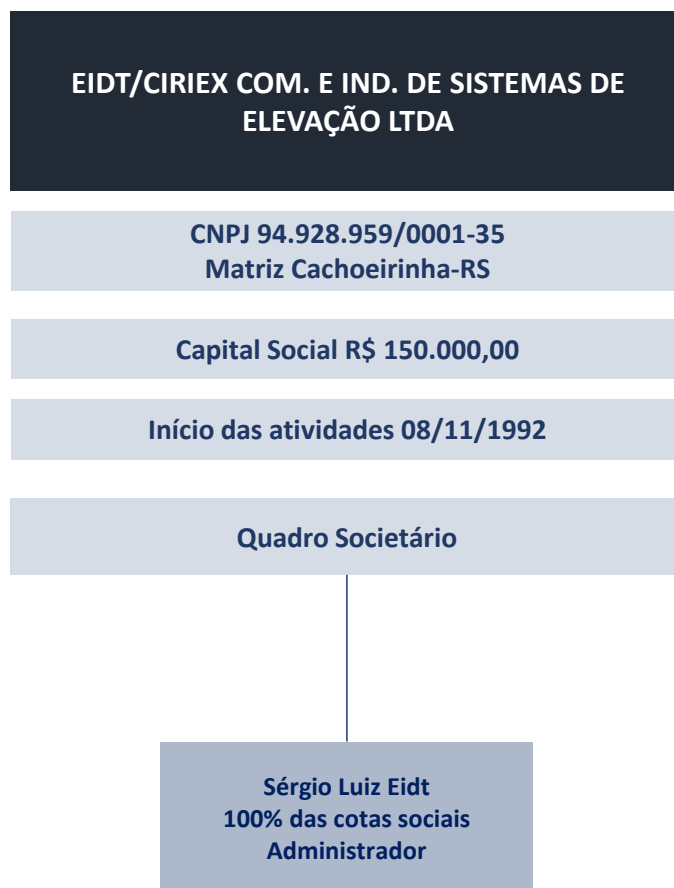 EIDT/CIRIEX COM. E IND. DE SISTEMAS DE
ELEVAÇÃO LTDA
CNPJ 94.928.959/0001-35
Matriz Cachoeirinha-RS
Capital Social R$ 150.000,00
Início das atividades 08/11/1992
Quadro Societário
Sérgio Luiz Eidt
100% das cotas sociais
Administrador